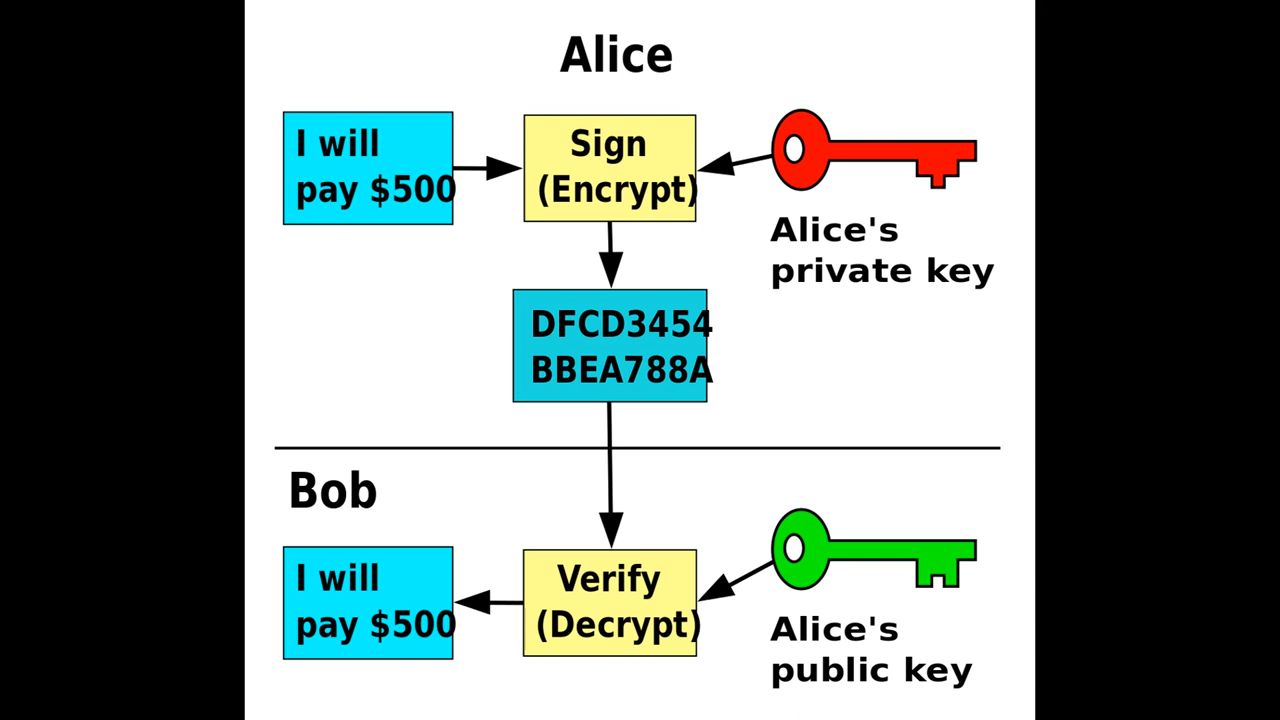 Alice
I will
pay $500
Sign
(Encrypt)
Alice's
private key
DFCD3454
BBEA788A
Bob
I will
pay $500
Verify
(Decrypt)
Alice's
public key